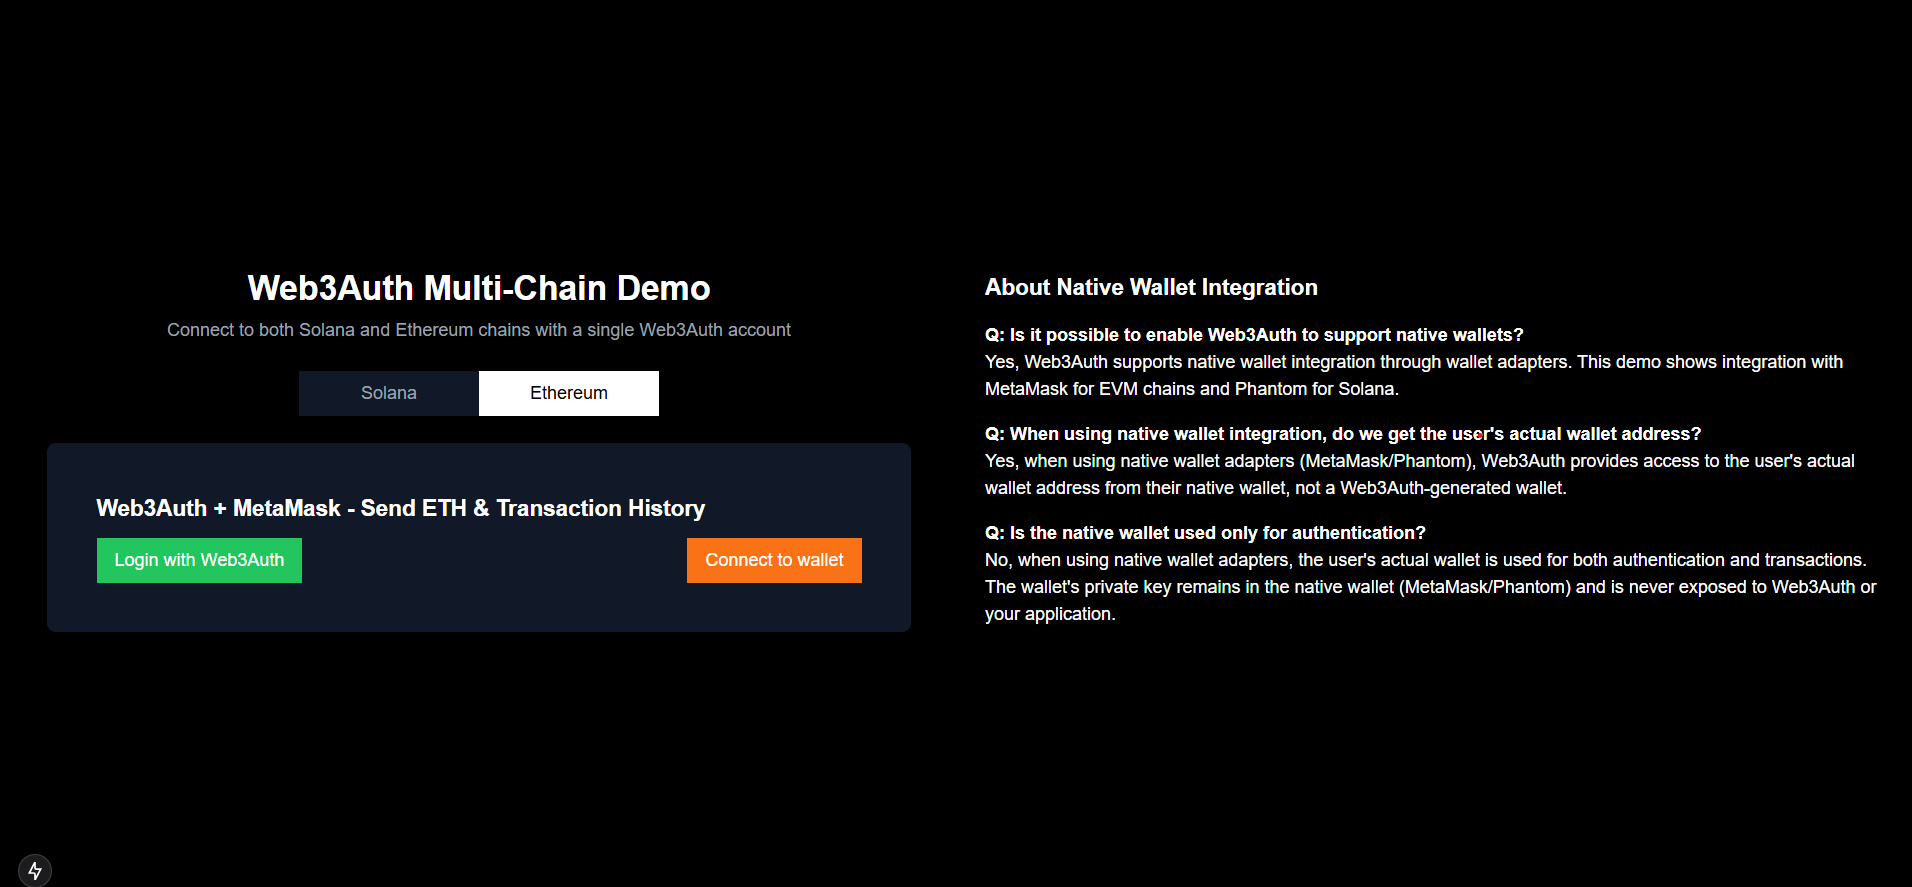 Web3Auth Multi-Chain Demo
Connect to both Solana and Ethereum chains with a single Web3Auth account
Solana
Ethereum
Web3Auth + MetaMask - Send ETH & Transaction History
Login with Web3Auth
Connect to wallet
About Native Wallet Integration
Q: Is it possible to enable Web3Auth to support native wallets?
Yes, Web3Auth supports native wallet integration through wallet adapters. This demo shows integration with
MetaMask for EVM chains and Phantom for Solana.
Q: When using native wallet integration, do we get the user's actual wallet address?
Yes, when using native wallet adapters (MetaMask/Phantom), Web3Auth provides access to the user's actual
wallet address from their native wallet, not a Web3Auth-generated wallet.
Q: Is the native wallet used only for authentication?
No, when using native wallet adapters, the user's actual wallet is used for both authentication and transactions.
The wallet's private key remains in the native wallet (MetaMask/Phantom) and is never exposed to Web3Auth or
your application.